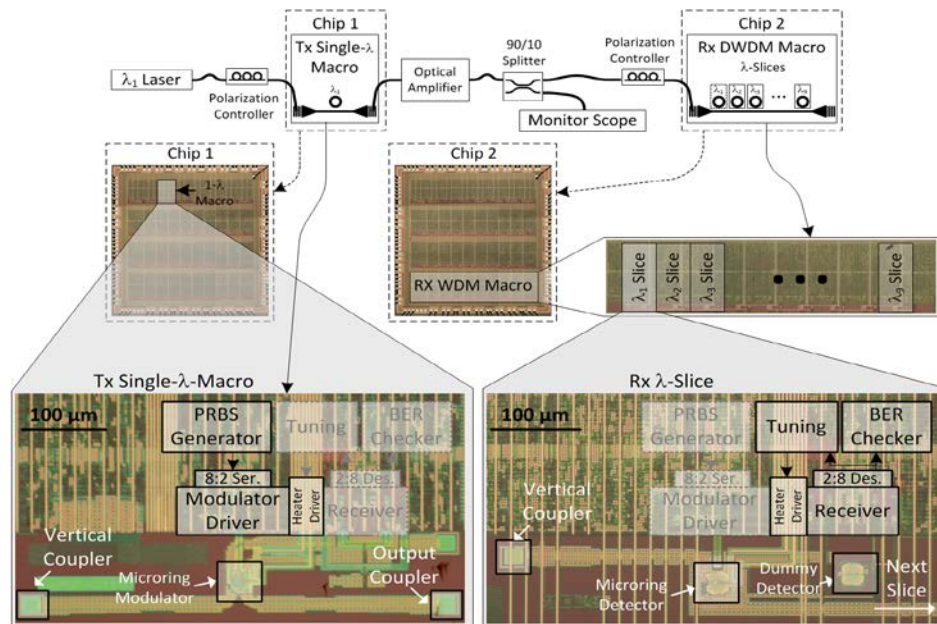 Chip 1
Tx Single-λ
Macro
λ₁
λ₁ Laser
Polarization
Controller
Optical
Amplifier
90/10
Splitter
Monitor Scope
Polarization
Controller
Chip 2
Rx DWDM Macro
λ-Slices
λ₁ λ₂ λ₃ ... λ₉
Chip 1
1-λ
Macro
Chip 2
RX WDM Macro
λ₁ Slice
λ₂ Slice
λ₃ Slice
λ₉ Slice
Tx Single-λ-Macro
100 µm
PRBS
Generator
Tuning
BER
Checker
8:2 Ser.
Modulator
Driver
Heater
Driver
2:8 Des.
Receiver
Vertical
Coupler
Microring
Modulator
Output
Coupler
Rx λ-Slice
100 µm
PRBS
Generator
Tuning
BER
Checker
8:2 Ser.
Modulator
Driver
Heater
Driver
2:8 Des.
Receiver
Vertical
Coupler
Microring
Detector
Dummy
Detector
Next
Slice